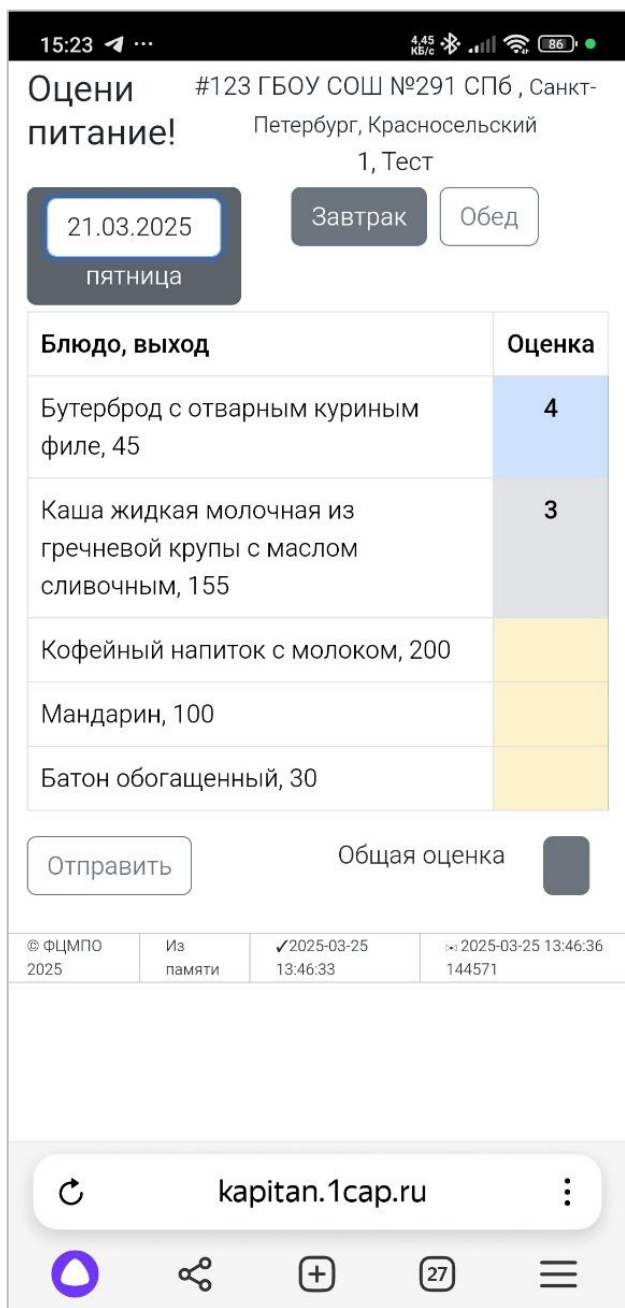 15:23
4,45
КБ/с
86
Оцени питание!
#123 ГБОУ СОШ №291 СПб , Санкт-
Петербург, Красносельский
1, Тест
21.03.2025
пятница
Завтрак
Обед
Блюдо, выход
Оценка
Бутерброд с отварным куриным
филе, 45
4
Каша жидкая молочная из
гречневой крупы с маслом
сливочным, 155
3
Кофейный напиток с молоком, 200
Мандарин, 100
Батон обогащенный, 30
Отправить
Общая оценка
© ФЦМПО
2025
Из
памяти
✓2025-03-25
13:46:33
2025-03-25 13:46:36
144571
kapitan.1cap.ru
27